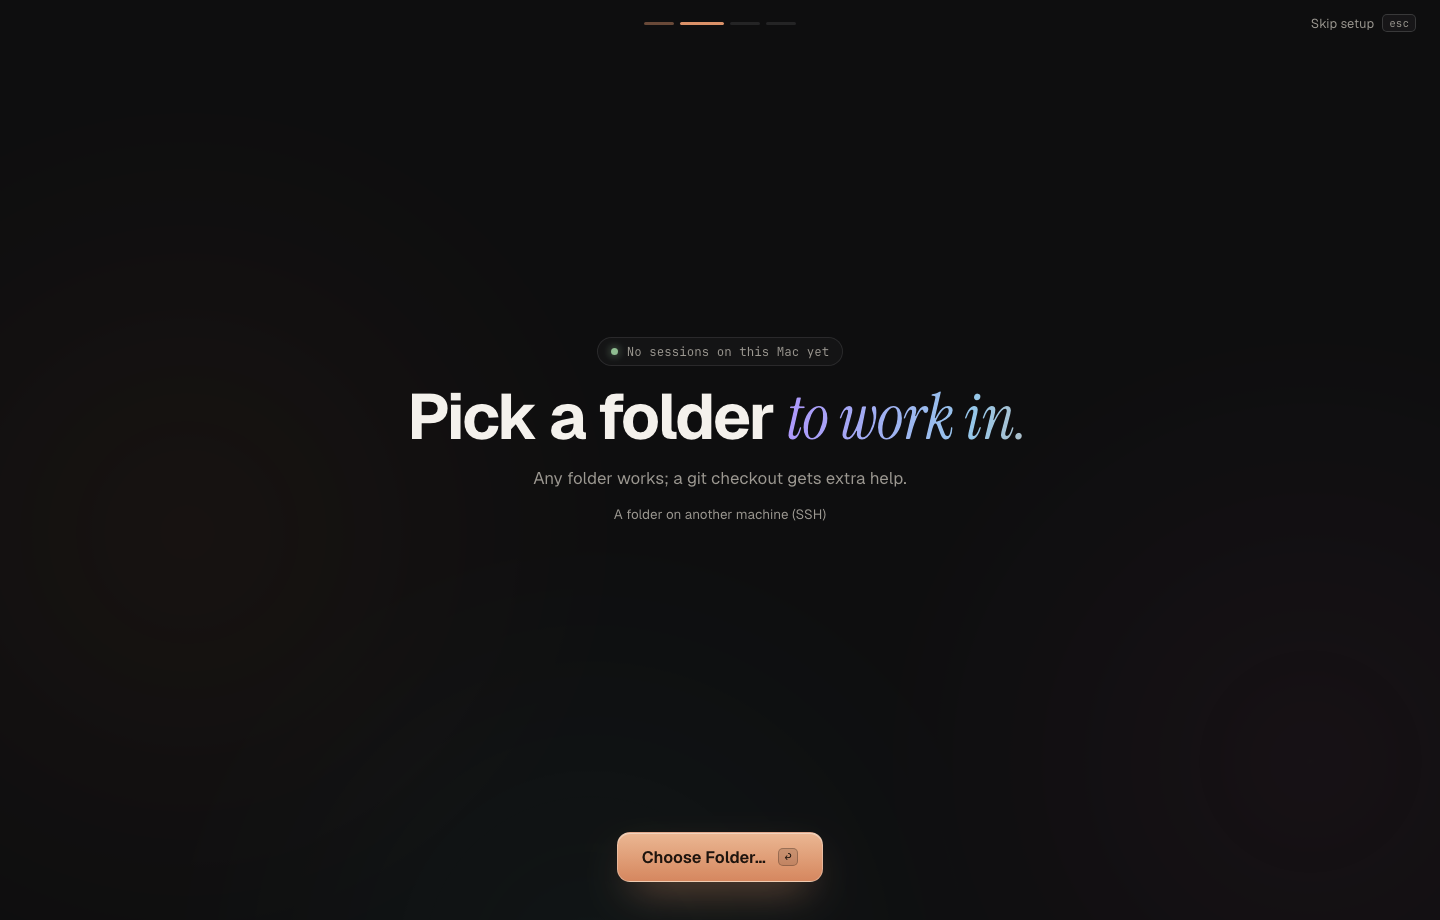 Skip setup esc
No sessions on this Mac yet
Pick a folder to work in.
Any folder works; a git checkout gets extra help.
A folder on another machine (SSH)
Choose Folder...